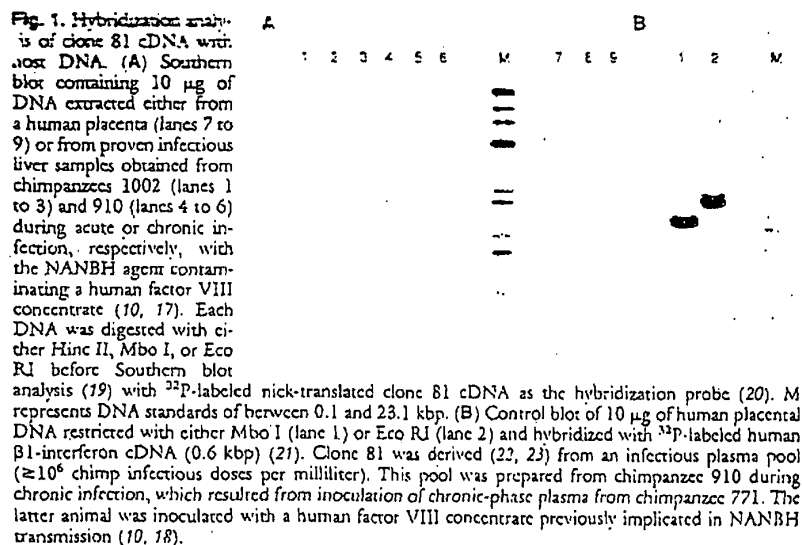 Fig. 1. Hybridization analy-
is of clone 81 cDNA with
host DNA. (A) Southern
blot containing 10 μg of
DNA extracted either from
a human placenta (lanes 7 to
9) or from proven infectious
liver samples obtained from
chimpanzees 1002 (lanes 1
to 3) and 910 (lanes 4 to 6)
during acute or chronic in-
fection, respectively, with
the NANBH agent contam-
inating a human factor VIII
concentrate (10, 17). Each
DNA was digested with ei-
ther Hinc II, Mbo I, or Eco
RI before Southern blot
analysis (19) with ³²P-labeled nick-translated clone 81 cDNA as the hybridization probe (20). M
represents DNA standards of between 0.1 and 23.1 kbp. (B) Control blot of 10 μg of human placental
DNA restricted with either Mbo I (lane 1) or Eco RI (lane 2) and hybridized with ³²P-labeled human
β1-interferon cDNA (0.6 kbp) (21). Clone 81 was derived (22, 23) from an infectious plasma pool
(≥10⁶ chimp infectious doses per milliliter). This pool was prepared from chimpanzee 910 during
chronic infection, which resulted from inoculation of chronic-phase plasma from chimpanzee 771. The
latter animal was inoculated with a human factor VIII concentrate previously implicated in NANBH
transmission (10, 18).
A
1 2 3 4 5 6 M 7 8 9
B
1 2 M